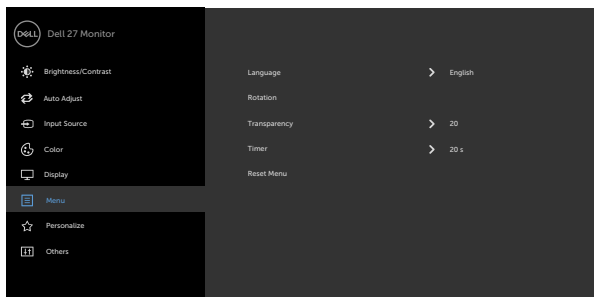 DELL Dell 27 Monitor
Brightness/Contrast
Auto Adjust
Input Source
Color
Display
Menu
Personalize
Others
Language English
Rotation
Transparency 20
Timer 20 s
Reset Menu